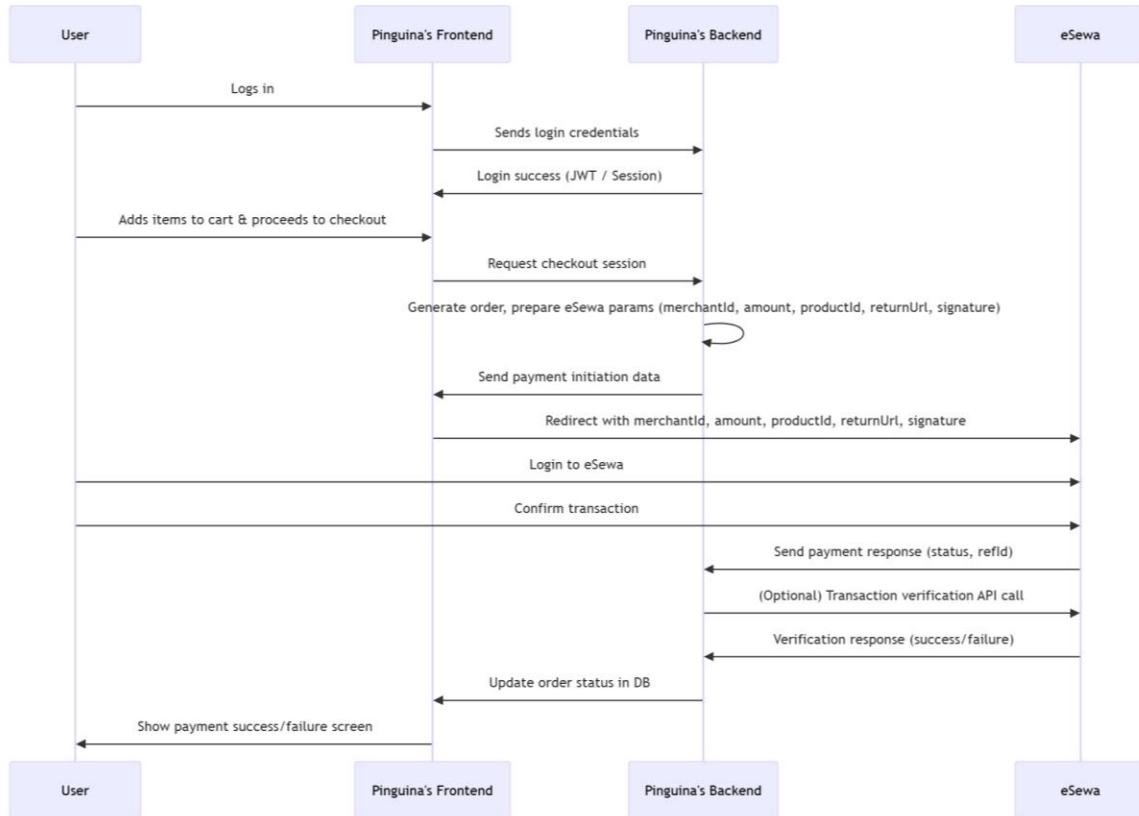 User
Pinguina's Frontend
Pinguina's Backend
eSewa
Logs in
Sends login credentials
Login success (JWT / Session)
Adds items to cart & proceeds to checkout
Request checkout session
Generate order, prepare eSewa params (merchantId, amount, productId, returnUrl, signature)
Send payment initiation data
Redirect with merchantId, amount, productId, returnUrl, signature
Login to eSewa
Confirm transaction
Send payment response (status, refId)
(Optional) Transaction verification API call
Verification response (success/failure)
Update order status in DB
Show payment success/failure screen
User
Pinguina's Frontend
Pinguina's Backend
eSewa